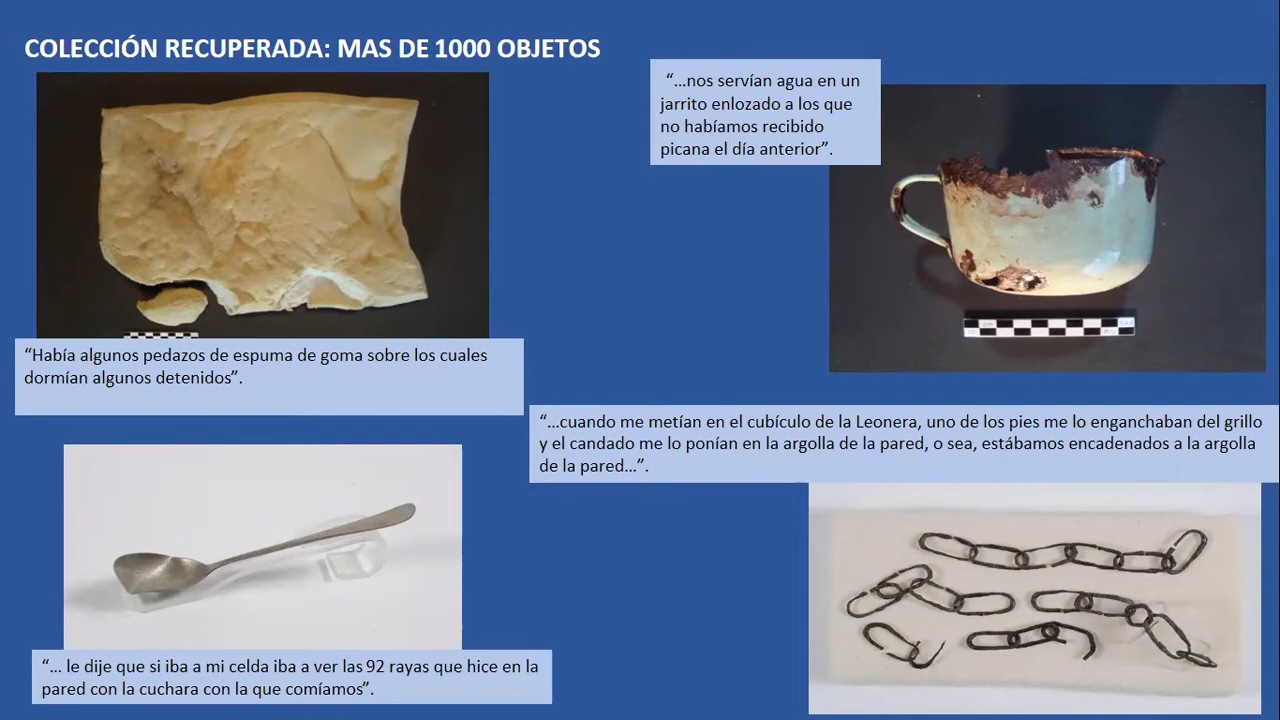 COLECCIÓN RECUPERADA: MAS DE 1000 OBJETOS
“…nos servían agua en un
jarrito enlozado a los que
no habíamos recibido
picana el día anterior”.
“Había algunos pedazos de espuma de goma sobre los cuales
dormían algunos detenidos”.
“…cuando me metían en el cubículo de la Leonera, uno de los pies me lo enganchaban del grillo
y el candado me lo ponían en la argolla de la pared, o sea, estábamos encadenados a la argolla
de la pared…”.
“… le dije que si iba a mi celda iba a ver las 92 rayas que hice en la
pared con la cuchara con la que comíamos”.